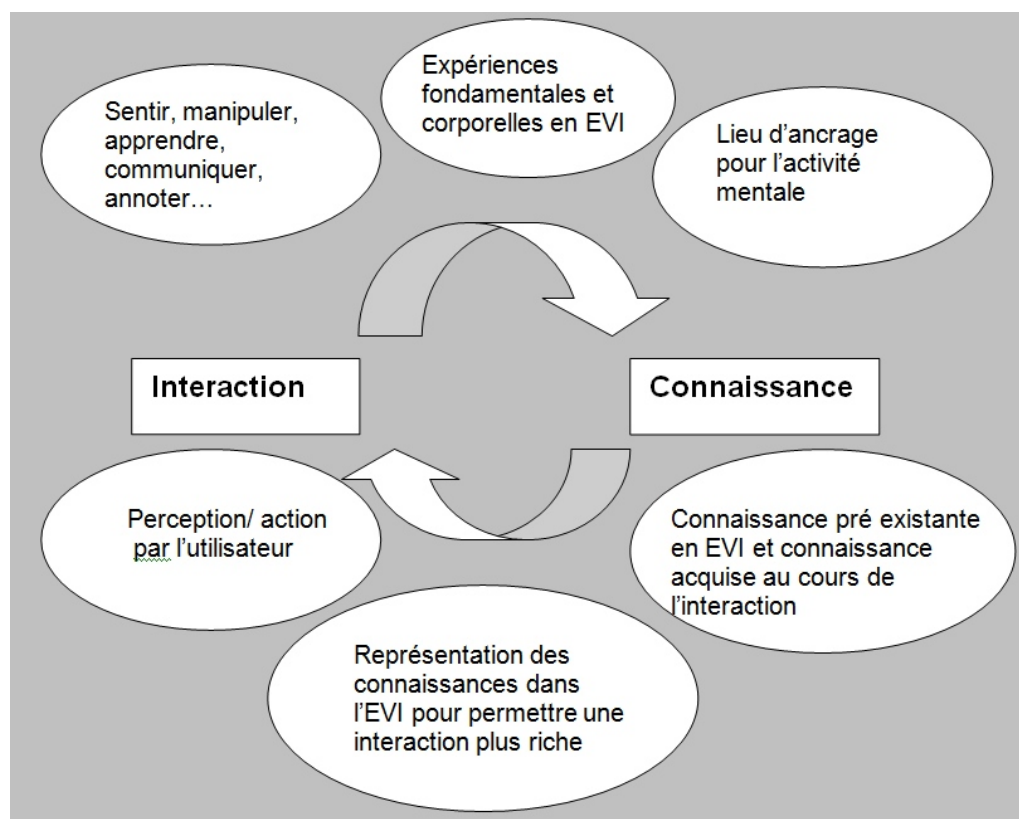 Sentir, manipuler,
apprendre,
communiquer,
annoter…
Expériences
fondamentales et
corporelles en EVI
Lieu d’ancrage
pour l’activité
mentale
Interaction
Connaissance
Perception/ action
par l’utilisateur
Connaissance pré existante
en EVI et connaissance
acquise au cours de
l’interaction
Représentation des
connaissances dans
l’EVI pour permettre une
interaction plus riche